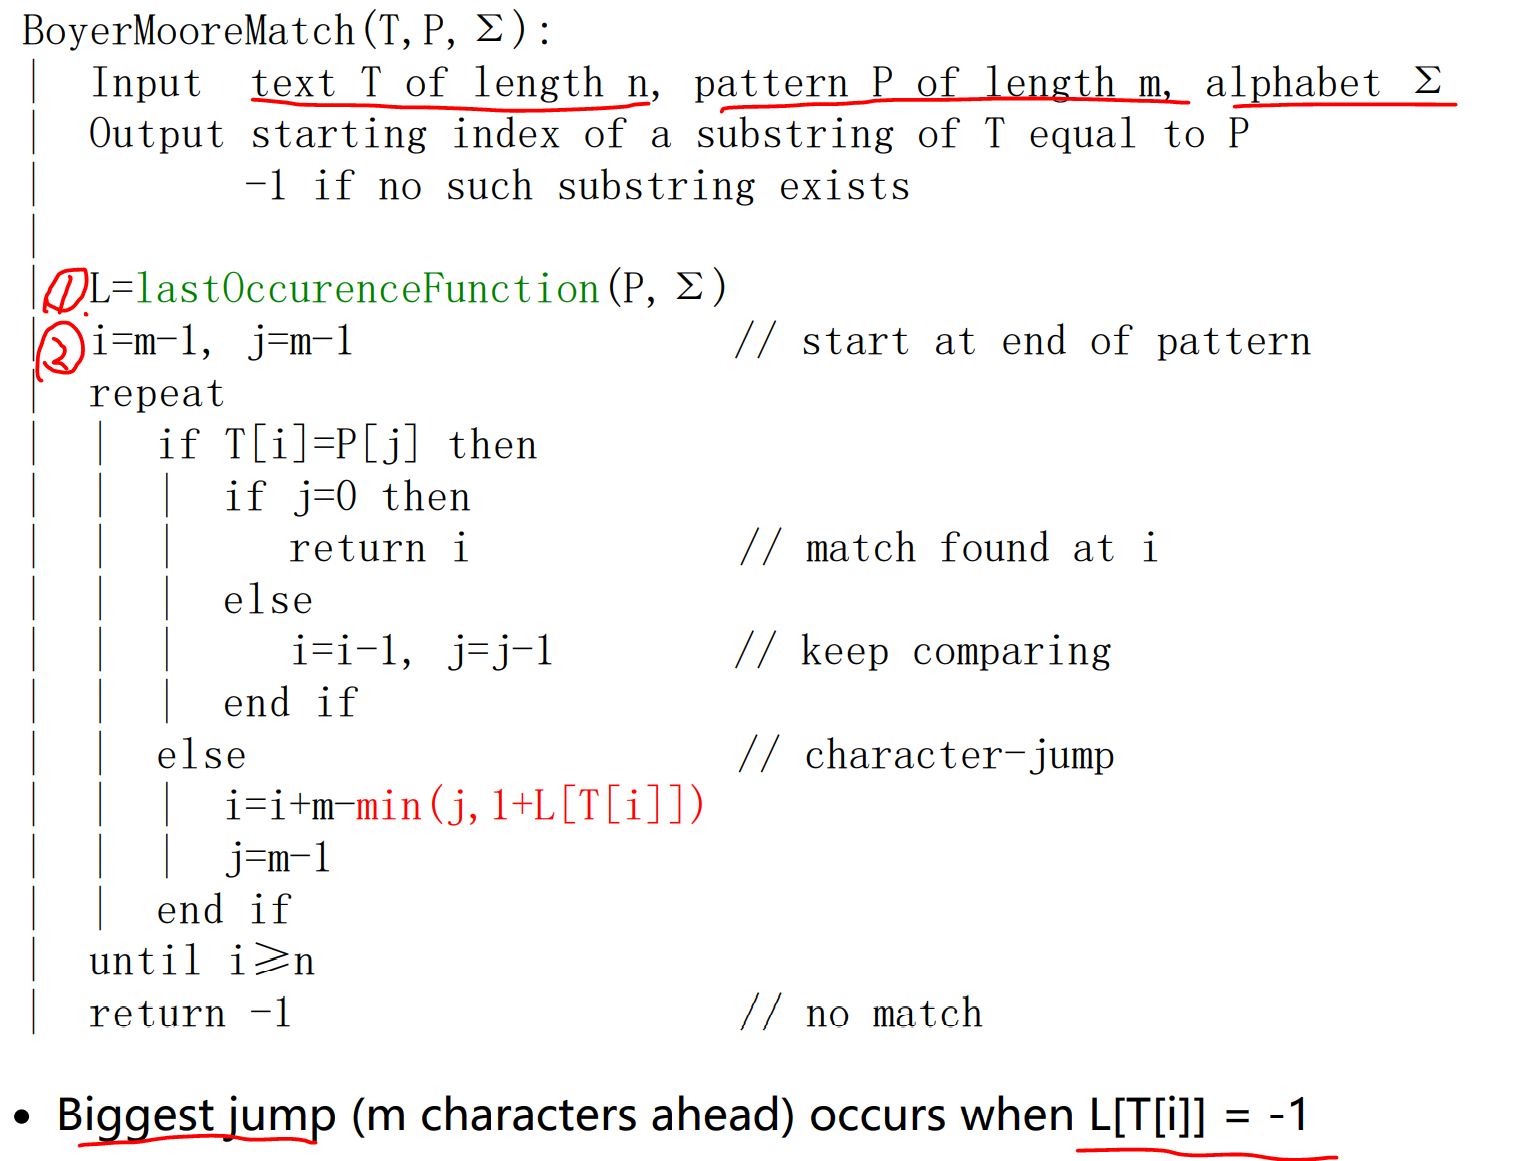 BoyerMooreMatch(T,P,Σ):
Input text T of length n, pattern P of length m, alphabet Σ
Output starting index of a substring of T equal to P
-1 if no such substring exists
① L=lastOccurenceFunction(P,Σ)
② i=m-1, j=m-1 // start at end of pattern
repeat
if T[i]=P[j] then
if j=0 then
return i // match found at i
else
i=i-1, j=j-1 // keep comparing
end if
else // character-jump
i=i+m-min(j,1+L[T[i]])
j=m-1
end if
until i≥n
return -1 // no match
• Biggest jump (m characters ahead) occurs when L[T[i]] = -1